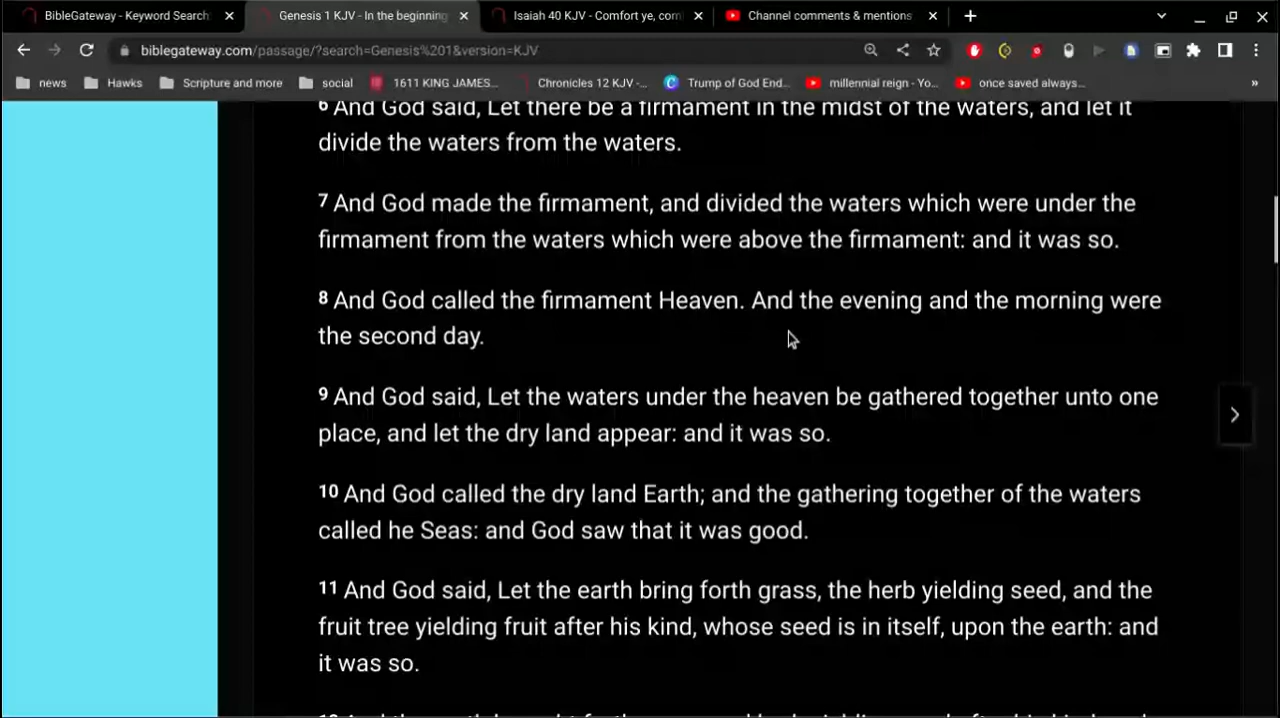 BibleGateway - Keyword Search: Genesis 1 KJV - In the beginning Isaiah 40 KJV - Comfort ye, com Channel comments & mentions
biblegateway.com/passage/?search=Genesis%201&version=KJV
news Hawks Scripture and more social 1611 KING JAMES... Chronicles 12 KJV -... Trump of God End... millennial reign - Yo... once saved always... »
6 And God said, Let there be a firmament in the midst of the waters, and let it
divide the waters from the waters.
7 And God made the firmament, and divided the waters which were under the
firmament from the waters which were above the firmament: and it was so.
8 And God called the firmament Heaven. And the evening and the morning were
the second day.
9 And God said, Let the waters under the heaven be gathered together unto one
place, and let the dry land appear: and it was so.
10 And God called the dry land Earth; and the gathering together of the waters
called he Seas: and God saw that it was good.
11 And God said, Let the earth bring forth grass, the herb yielding seed, and the
fruit tree yielding fruit after his kind, whose seed is in itself, upon the earth: and
it was so.